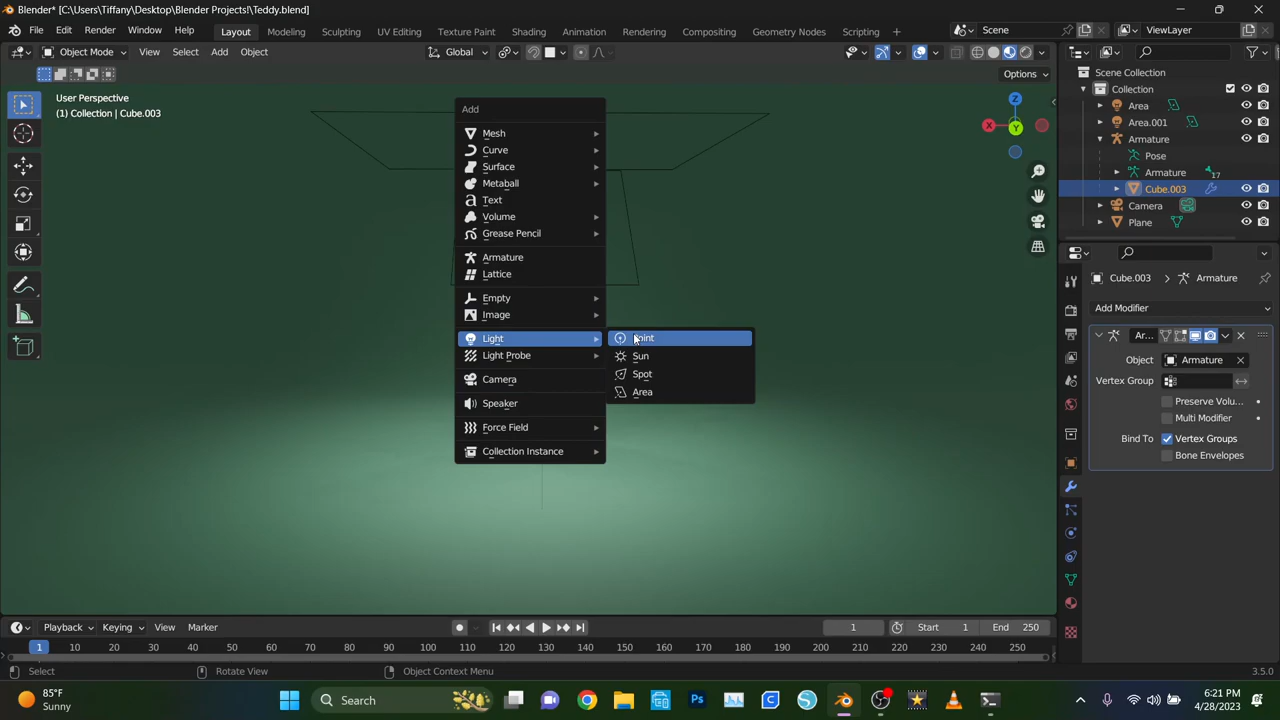 Blender* [C:\Users\Tiffany\Desktop\Blender Projects!\Teddy.blend]
File Edit Render Window Help Layout Modeling Sculpting UV Editing Texture Paint Shading Animation Rendering Compositing Geometry Nodes Scripting Scene ViewLayer
Object Mode View Select Add Object Global
Options
User Perspective
(1) Collection | Cube.003
Add
Mesh
Curve
Surface
Metaball
Text
Volume
Grease Pencil
Armature
Lattice
Empty
Image
Light
Light Probe
Camera
Speaker
Force Field
Collection Instance
Point
Sun
Spot
Area
X
Y
Z
Scene Collection
Collection
Area
Area.001
Armature
Pose
Armature 17
Cube.003
Camera
Plane
Cube.003 Armature
Add Modifier
Ar...
Object Armature
Vertex Group
Preserve Volu...
Multi Modifier
Bind To Vertex Groups
Bone Envelopes
Playback Keying View Marker 1 Start 1 End 250
1 10 20 30 40 50 60 70 80 90 100 110 120 130 140 150 160 170 180 190 200 210 220 230 240 250
Select Rotate View Object Context Menu 3.5.0
85°F
Sunny
Search
Ps
6:21 PM
4/28/2023